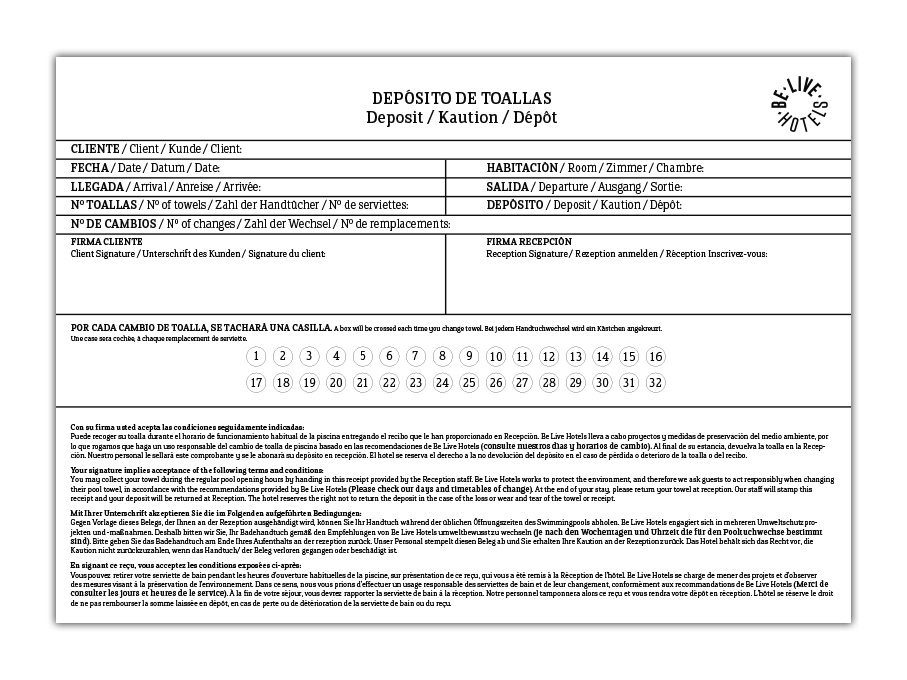 DEPÓSITO DE TOALLAS
Deposit / Kaution / Dépôt
BE·LIVE·HOTELS
CLIENTE / Client / Kunde / Client:
FECHA / Date / Datum / Date:
HABITACIÓN / Room / Zimmer / Chambre:
LLEGADA / Arrival / Anreise / Arrivée:
SALIDA / Departure / Ausgang / Sortie:
Nº TOALLAS / Nº of towels / Zahl der Handtücher / Nº de serviettes:
DEPÓSITO / Deposit / Kaution / Dépôt:
Nº DE CAMBIOS / Nº of changes / Zahl der Wechsel / Nº de remplacements:
FIRMA CLIENTE
Client Signature / Unterschrift des Kunden / Signature du client:
FIRMA RECEPCIÓN
Reception Signature / Rezeption anmelden / Réception Inscrivez-vous:
POR CADA CAMBIO DE TOALLA, SE TACHARÁ UNA CASILLA. A box will be crossed each time you change towel. Bei jedem Handtuchwechsel wird ein Kästchen angekreuzt.
Une case sera cochée, à chaque remplacement de serviette.
1 2 3 4 5 6 7 8 9 10 11 12 13 14 15 16
17 18 19 20 21 22 23 24 25 26 27 28 29 30 31 32
Con su firma usted acepta las condiciones seguidamente indicadas:
Puede recoger su toalla durante el horario de funcionamiento habitual de la piscina entregando el recibo que le han proporcionado en Recepción. Be Live Hotels lleva a cabo proyectos y medidas de preservación del medio ambiente, por
lo que rogamos que haga un uso responsable del cambio de toalla de piscina basado en las recomendaciones de Be Live Hotels (consulte nuestros días y horarios de cambio). Al final de su estancia, devuelva la toalla en la Recep-
ción. Nuestro personal le sellará este comprobante y se le abonará su depósito en recepción. El hotel se reserva el derecho a la no devolución del depósito en el caso de pérdida o deterioro de la toalla o del recibo.
Your signature implies acceptance of the following terms and conditions:
You may collect your towel during the regular pool opening hours by handing in this receipt provided by the Reception staff. Be Live Hotels works to protect the environment, and therefore we ask guests to act responsibly when changing
their pool towel, in accordance with the recommendations provided by Be Live Hotels (Please check our days and timetables of change). At the end of your stay, please return your towel at reception. Our staff will stamp this
receipt and your deposit will be returned at Reception. The hotel reserves the right not to return the deposit in the case of the loss or wear and tear of the towel or receipt.
Mit Ihrer Unterschrift akzeptieren Sie die im Folgenden aufgeführten Bedingungen:
Gegen Vorlage dieses Belegs, der Ihnen an der Rezeption ausgehändigt wird, können Sie Ihr Handtuch während der üblichen Öffnungszeiten des Swimmingpools abholen. Be Live Hotels engagiert sich in mehreren Umweltschutz pro-
jekten und -maßnahmen. Deshalb bitten wir Sie, Ihr Badehandtuch gemäß den Empfehlungen von Be Live Hotels umweltbewusst zu wechseln (je nach den Wochentagen und Uhrzeit die für den Pooltuchwechse bestimmt
sind). Bitte geben Sie das Badehandtuch am Ende Ihres Aufenthalts an der rezeption zurück. Unser Personal stempelt diesen Beleg ab und Sie erhalten Ihre Kaution an der Rezeption zurück. Das Hotel behält sich das Recht vor, die
Kaution nicht zurückzuzahlen, wenn das Handtuch/ der Beleg verloren gegangen oder beschädigt ist.
En signant ce reçu, vous acceptez les conditions exposées ci-après:
Vous pouvez retirer votre serviette de bain pendant les heures d'ouverture habituelles de la piscine, sur présentation de ce reçu, qui vous a été remis à la Réception de l'hôtel. Be Live Hotels se charge de mener des projets et d'observer
des mesures visant à la préservation de l'environnement. Dans ce sens, nous vous prions d'effectuer un usage responsable des serviettes de bain et de leur changement, conformément aux recommandations de Be Live Hotels (Merci de
consulter les jours et heures de le service). À la fin de votre séjour, vous devrez rapporter la serviette de bain à la réception. Notre personnel tamponnera alors ce reçu et vous rendra votre dépôt en réception. L'hôtel se réserve le droit
de ne pas rembourser la somme laissée en dépôt, en cas de perte ou de détérioration de la serviette de bain ou du reçu.